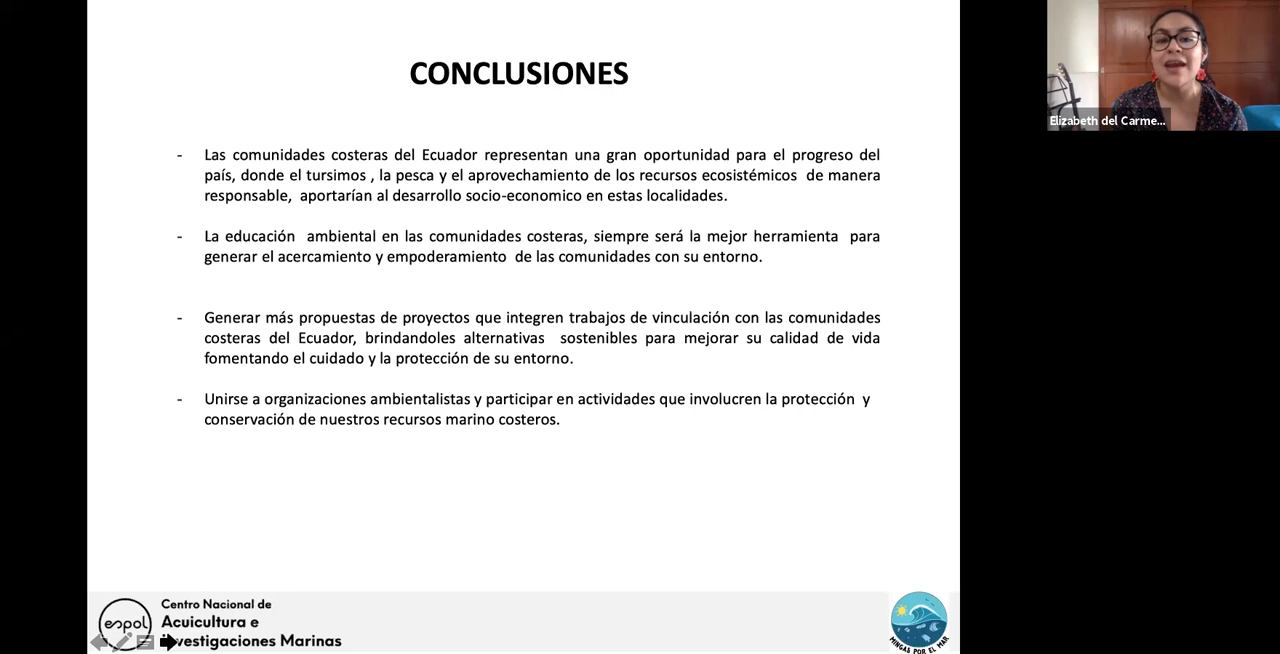 CONCLUSIONES
Elizabeth del Carme...
- Las comunidades costeras del Ecuador representan una gran oportunidad para el progreso del
país, donde el tursimos , la pesca y el aprovechamiento de los recursos ecosistémicos de manera
responsable, aportarían al desarrollo socio-economico en estas localidades.
- La educación ambiental en las comunidades costeras, siempre será la mejor herramienta para
generar el acercamiento y empoderamiento de las comunidades con su entorno.
- Generar más propuestas de proyectos que integren trabajos de vinculación con las comunidades
costeras del Ecuador, brindandoles alternativas sostenibles para mejorar su calidad de vida
fomentando el cuidado y la protección de su entorno.
- Unirse a organizaciones ambientalistas y participar en actividades que involucren la protección y
conservación de nuestros recursos marino costeros.
espol
Centro Nacional de
Acuicultura e
Investigaciones Marinas
MINGAS POR EL MAR